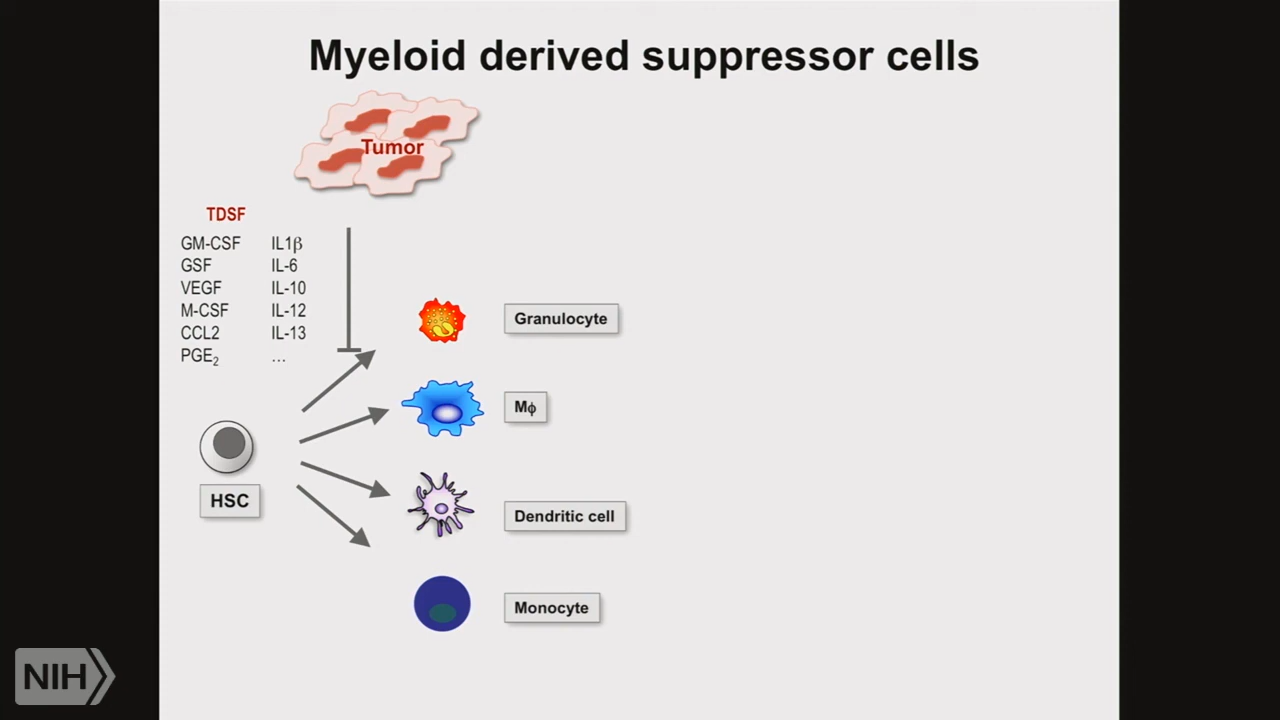 Myeloid derived suppressor cells
Tumor
TDSF
GM-CSF IL1β
GSF IL-6
VEGF IL-10
M-CSF IL-12
CCL2 IL-13
PGE₂ ...
Granulocyte
Mϕ
HSC
Dendritic cell
Monocyte
NIH